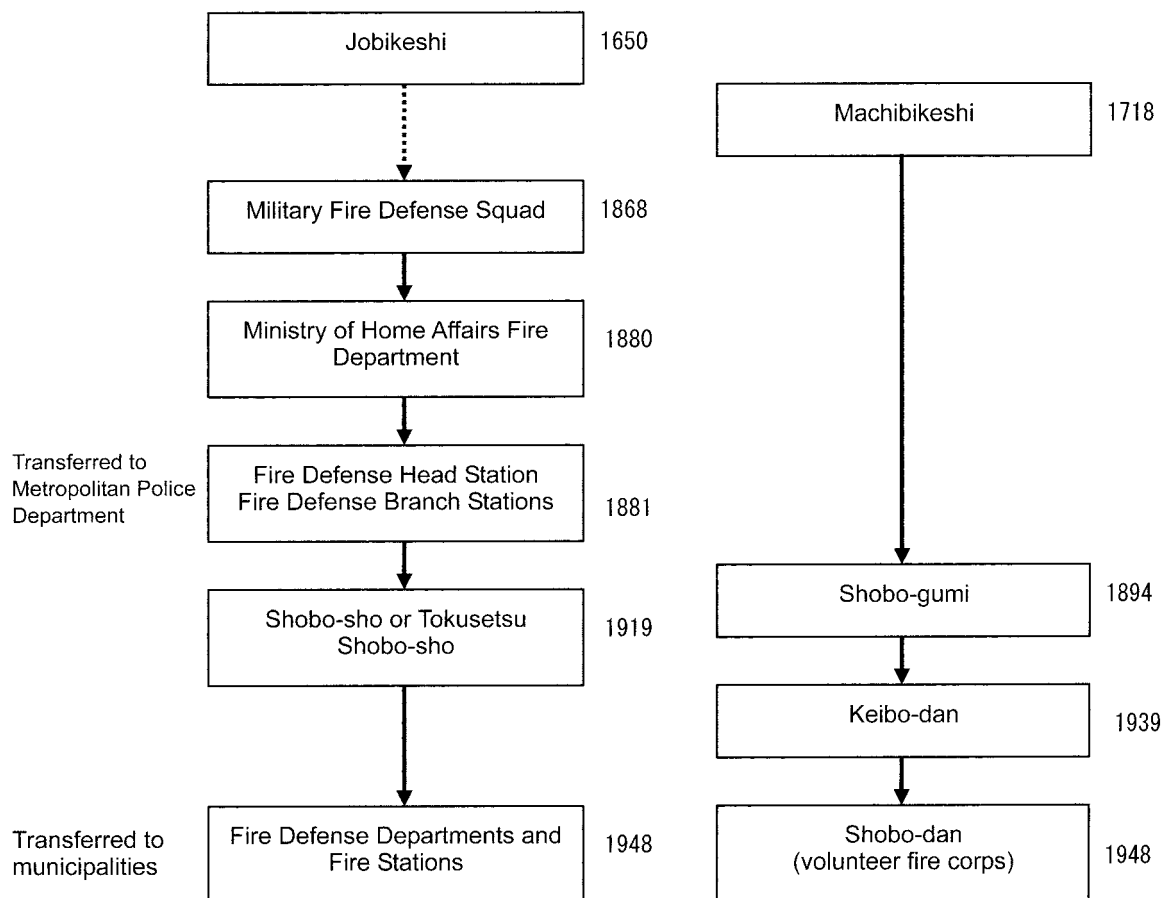 Jobikeshi
1650
Machibikeshi
1718
Military Fire Defense Squad
1868
Ministry of Home Affairs Fire
Department
1880
Transferred to
Metropolitan Police
Department
Fire Defense Head Station
Fire Defense Branch Stations
1881
Shobo-gumi
1894
Shobo-sho or Tokusetsu
Shobo-sho
1919
Keibo-dan
1939
Transferred to
municipalities
Fire Defense Departments and
Fire Stations
1948
Shobo-dan
(volunteer fire corps)
1948